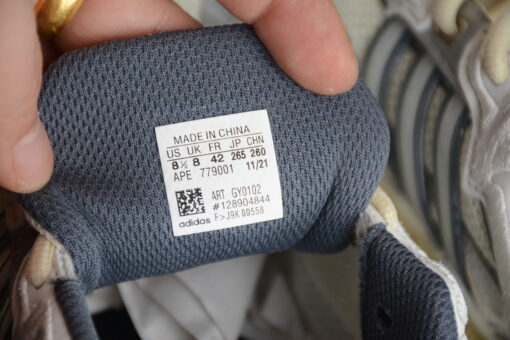 MADE IN CHINA
US UK FR JP CHN
8½ 8 42 265 260
APE 779001 11/21
ART GY0102
#128904844
adidas F>J9K 00558